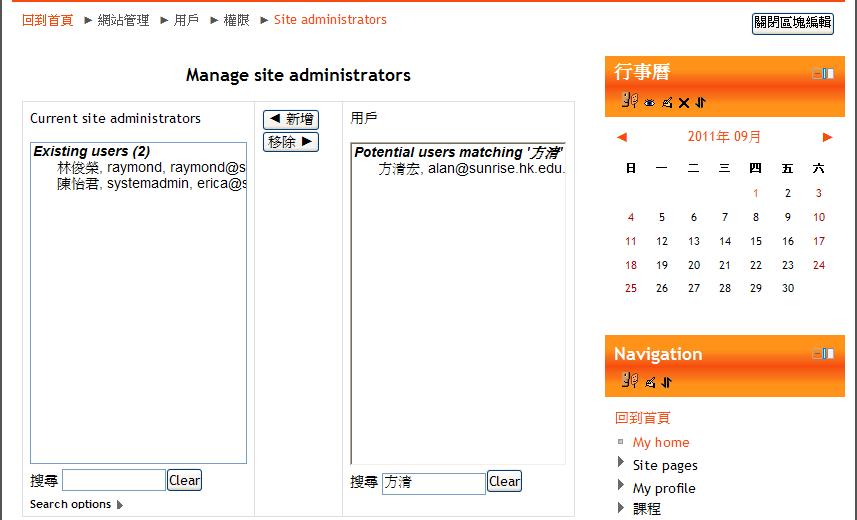 回到首頁 ► 網站管理 ► 用戶 ► 權限 ► Site administrators
關閉區塊編輯
Manage site administrators
Current site administrators
Existing users (2)
林俊榮, raymond, raymond@s
陳怡君, systemadmin, erica@s
搜尋
Clear
Search options
◄ 新增
移除 ►
用戶
Potential users matching '方清'
方清宏, alan@sunrise.hk.edu.
搜尋 方清
Clear
行事曆
◄ 2011年 09月 ►
日 一 二 三 四 五 六
1 2 3
4 5 6 7 8 9 10
11 12 13 14 15 16 17
18 19 20 21 22 23 24
25 26 27 28 29 30
Navigation
回到首頁
My home
Site pages
My profile
課程